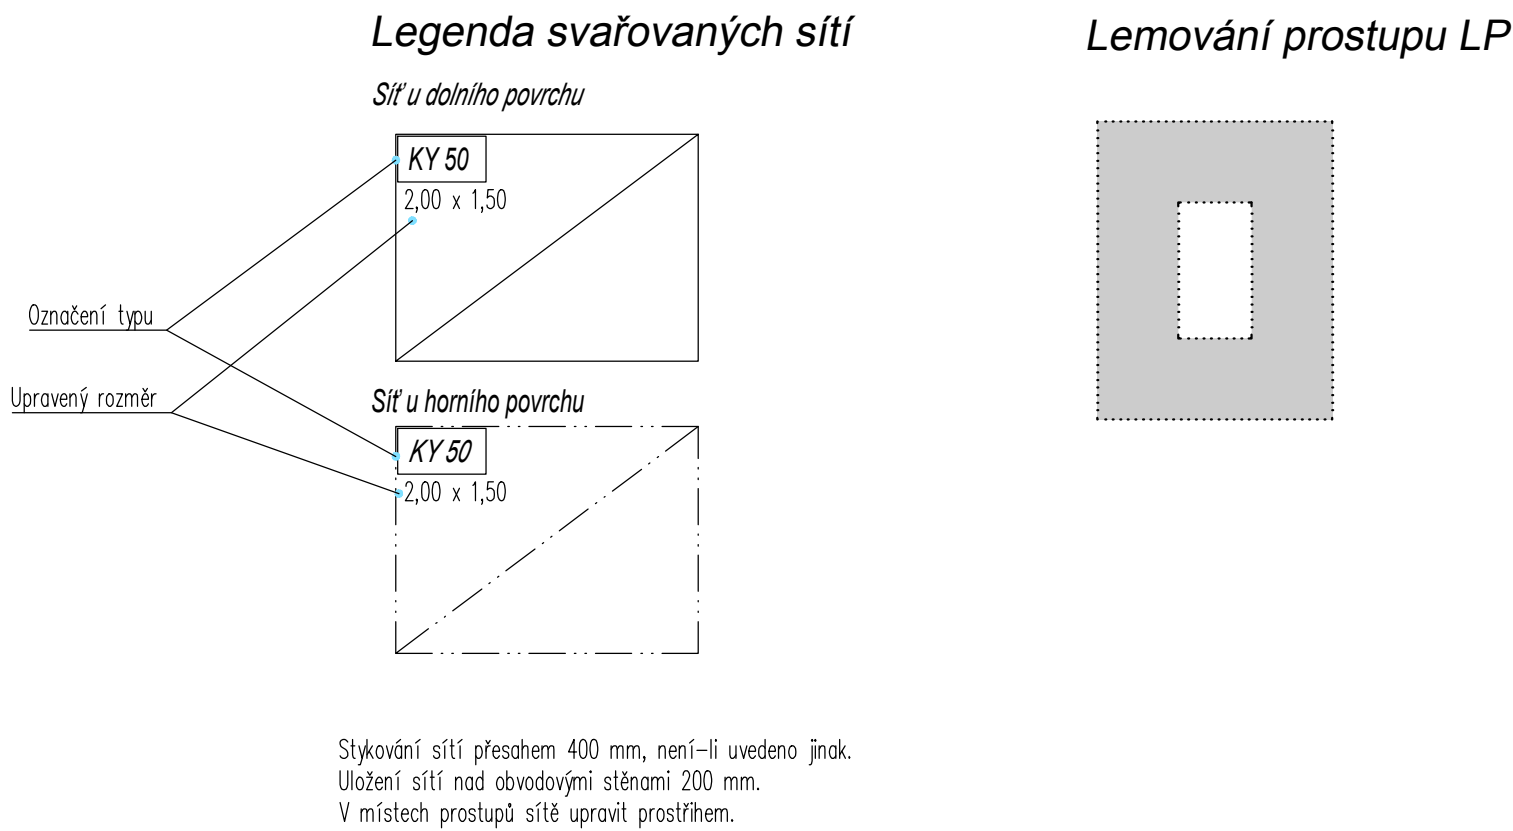 Legenda svařovaných sítí
Lemování prostupu LP
Síť u dolního povrchu
KY 50
2,00 x 1,50
Označení typu
Upravený rozměr
Síť u horního povrchu
KY 50
2,00 x 1,50
Stykování sítí přesahem 400 mm, není-li uvedeno jinak.
Uložení sítí nad obvodovými stěnami 200 mm.
V místech prostupů sítě upravit prostřihem.